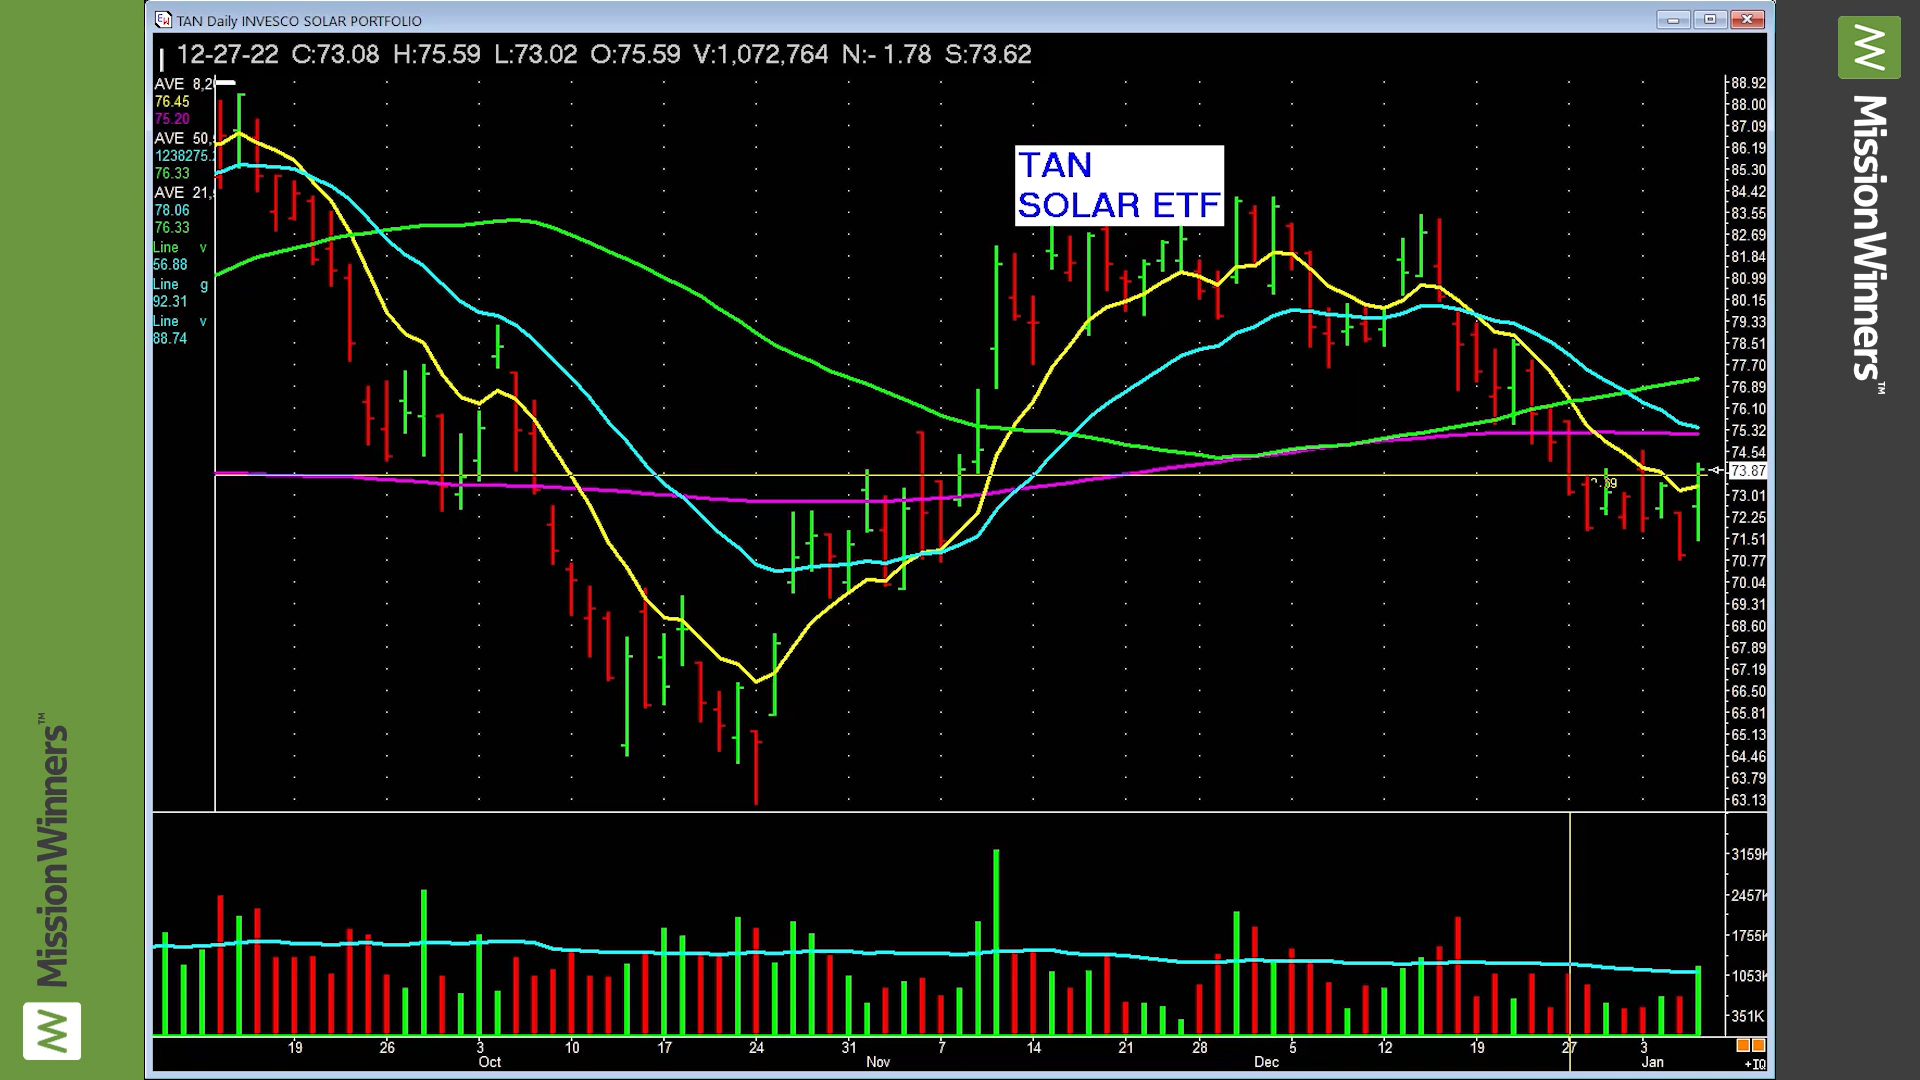 TAN Daily INVESCO SOLAR PORTFOLIO
12-27-22 C:73.08 H:75.59 L:73.02 O:75.59 V:1,072,764 N:- 1.78 S:73.62
AVE 8,20
76.45
75.20
AVE 50,
1238275.
76.33
AVE 21,
78.06
76.33
Line v
56.88
Line g
92.31
Line v
88.74
TAN
SOLAR ETF
88.92
88.00
87.09
86.19
85.30
84.42
83.55
82.69
81.84
80.99
80.15
79.33
78.51
77.70
76.89
76.10
75.32
74.54
73.87
73.01
72.25
71.51
70.77
70.04
69.31
68.60
67.89
67.19
66.50
65.81
65.13
64.46
63.79
63.13
3159K
2457K
1755K
1053K
351K
19 26 3 10 17 24 31 7 14 21 28 5 12 19 27 3
Oct Nov Dec Jan
+IQ
MissionWinners™
MissionWinners™